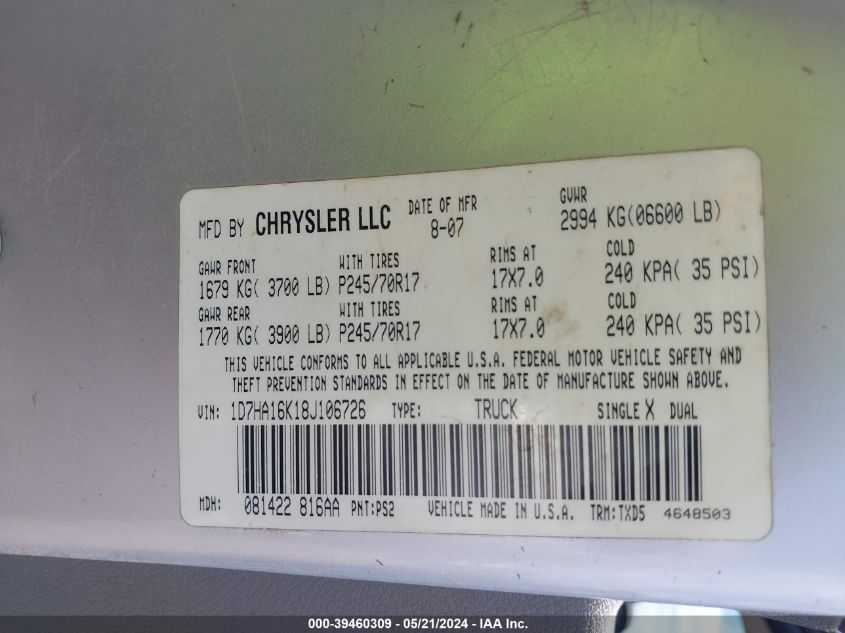 MFD BY CHRYSLER LLC DATE OF MFR 8-07 GVWR 2994 KG(06600 LB)
GAWR FRONT WITH TIRES RIMS AT COLD
1679 KG( 3700 LB) P245/70R17 17X7.0 240 KPA( 35 PSI)
GAWR REAR WITH TIRES RIMS AT COLD
1770 KG( 3900 LB) P245/70R17 17X7.0 240 KPA( 35 PSI)
THIS VEHICLE CONFORMS TO ALL APPLICABLE U.S.A. FEDERAL MOTOR VEHICLE SAFETY AND
THEFT PREVENTION STANDARDS IN EFFECT ON THE DATE OF MANUFACTURE SHOWN ABOVE.
VIN: 1D7HA16K18J106726 TYPE: TRUCK SINGLE X DUAL
MDH: 081422 816AA PNT:PS2 VEHICLE MADE IN U.S.A. TRM:TXD5 4648503
000-39460309 - 05/21/2024 - IAA Inc.